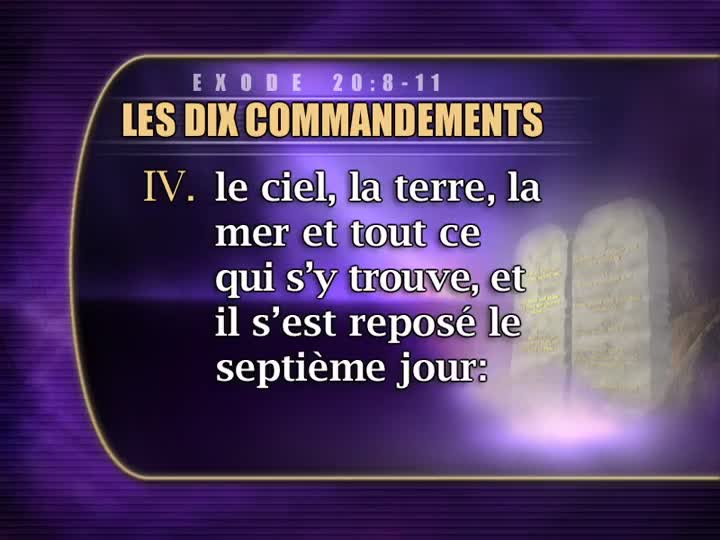 EXODE 20:8-11
LES DIX COMMANDEMENTS
IV. le ciel, la terre, la
mer et tout ce
qui s’y trouve, et
il s’est reposé le
septième jour: